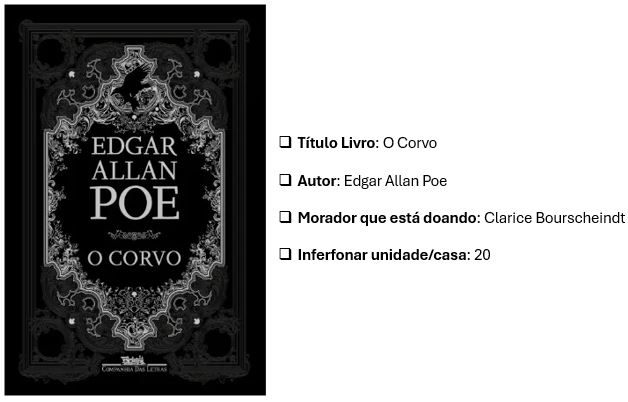 EDGAR
ALLAN
POE
O CORVO
COMPANHIA DAS LETRAS
❑ Título Livro: O Corvo
❑ Autor: Edgar Allan Poe
❑ Morador que está doando: Clarice Bourscheindt
❑ Inferfonar unidade/casa: 20